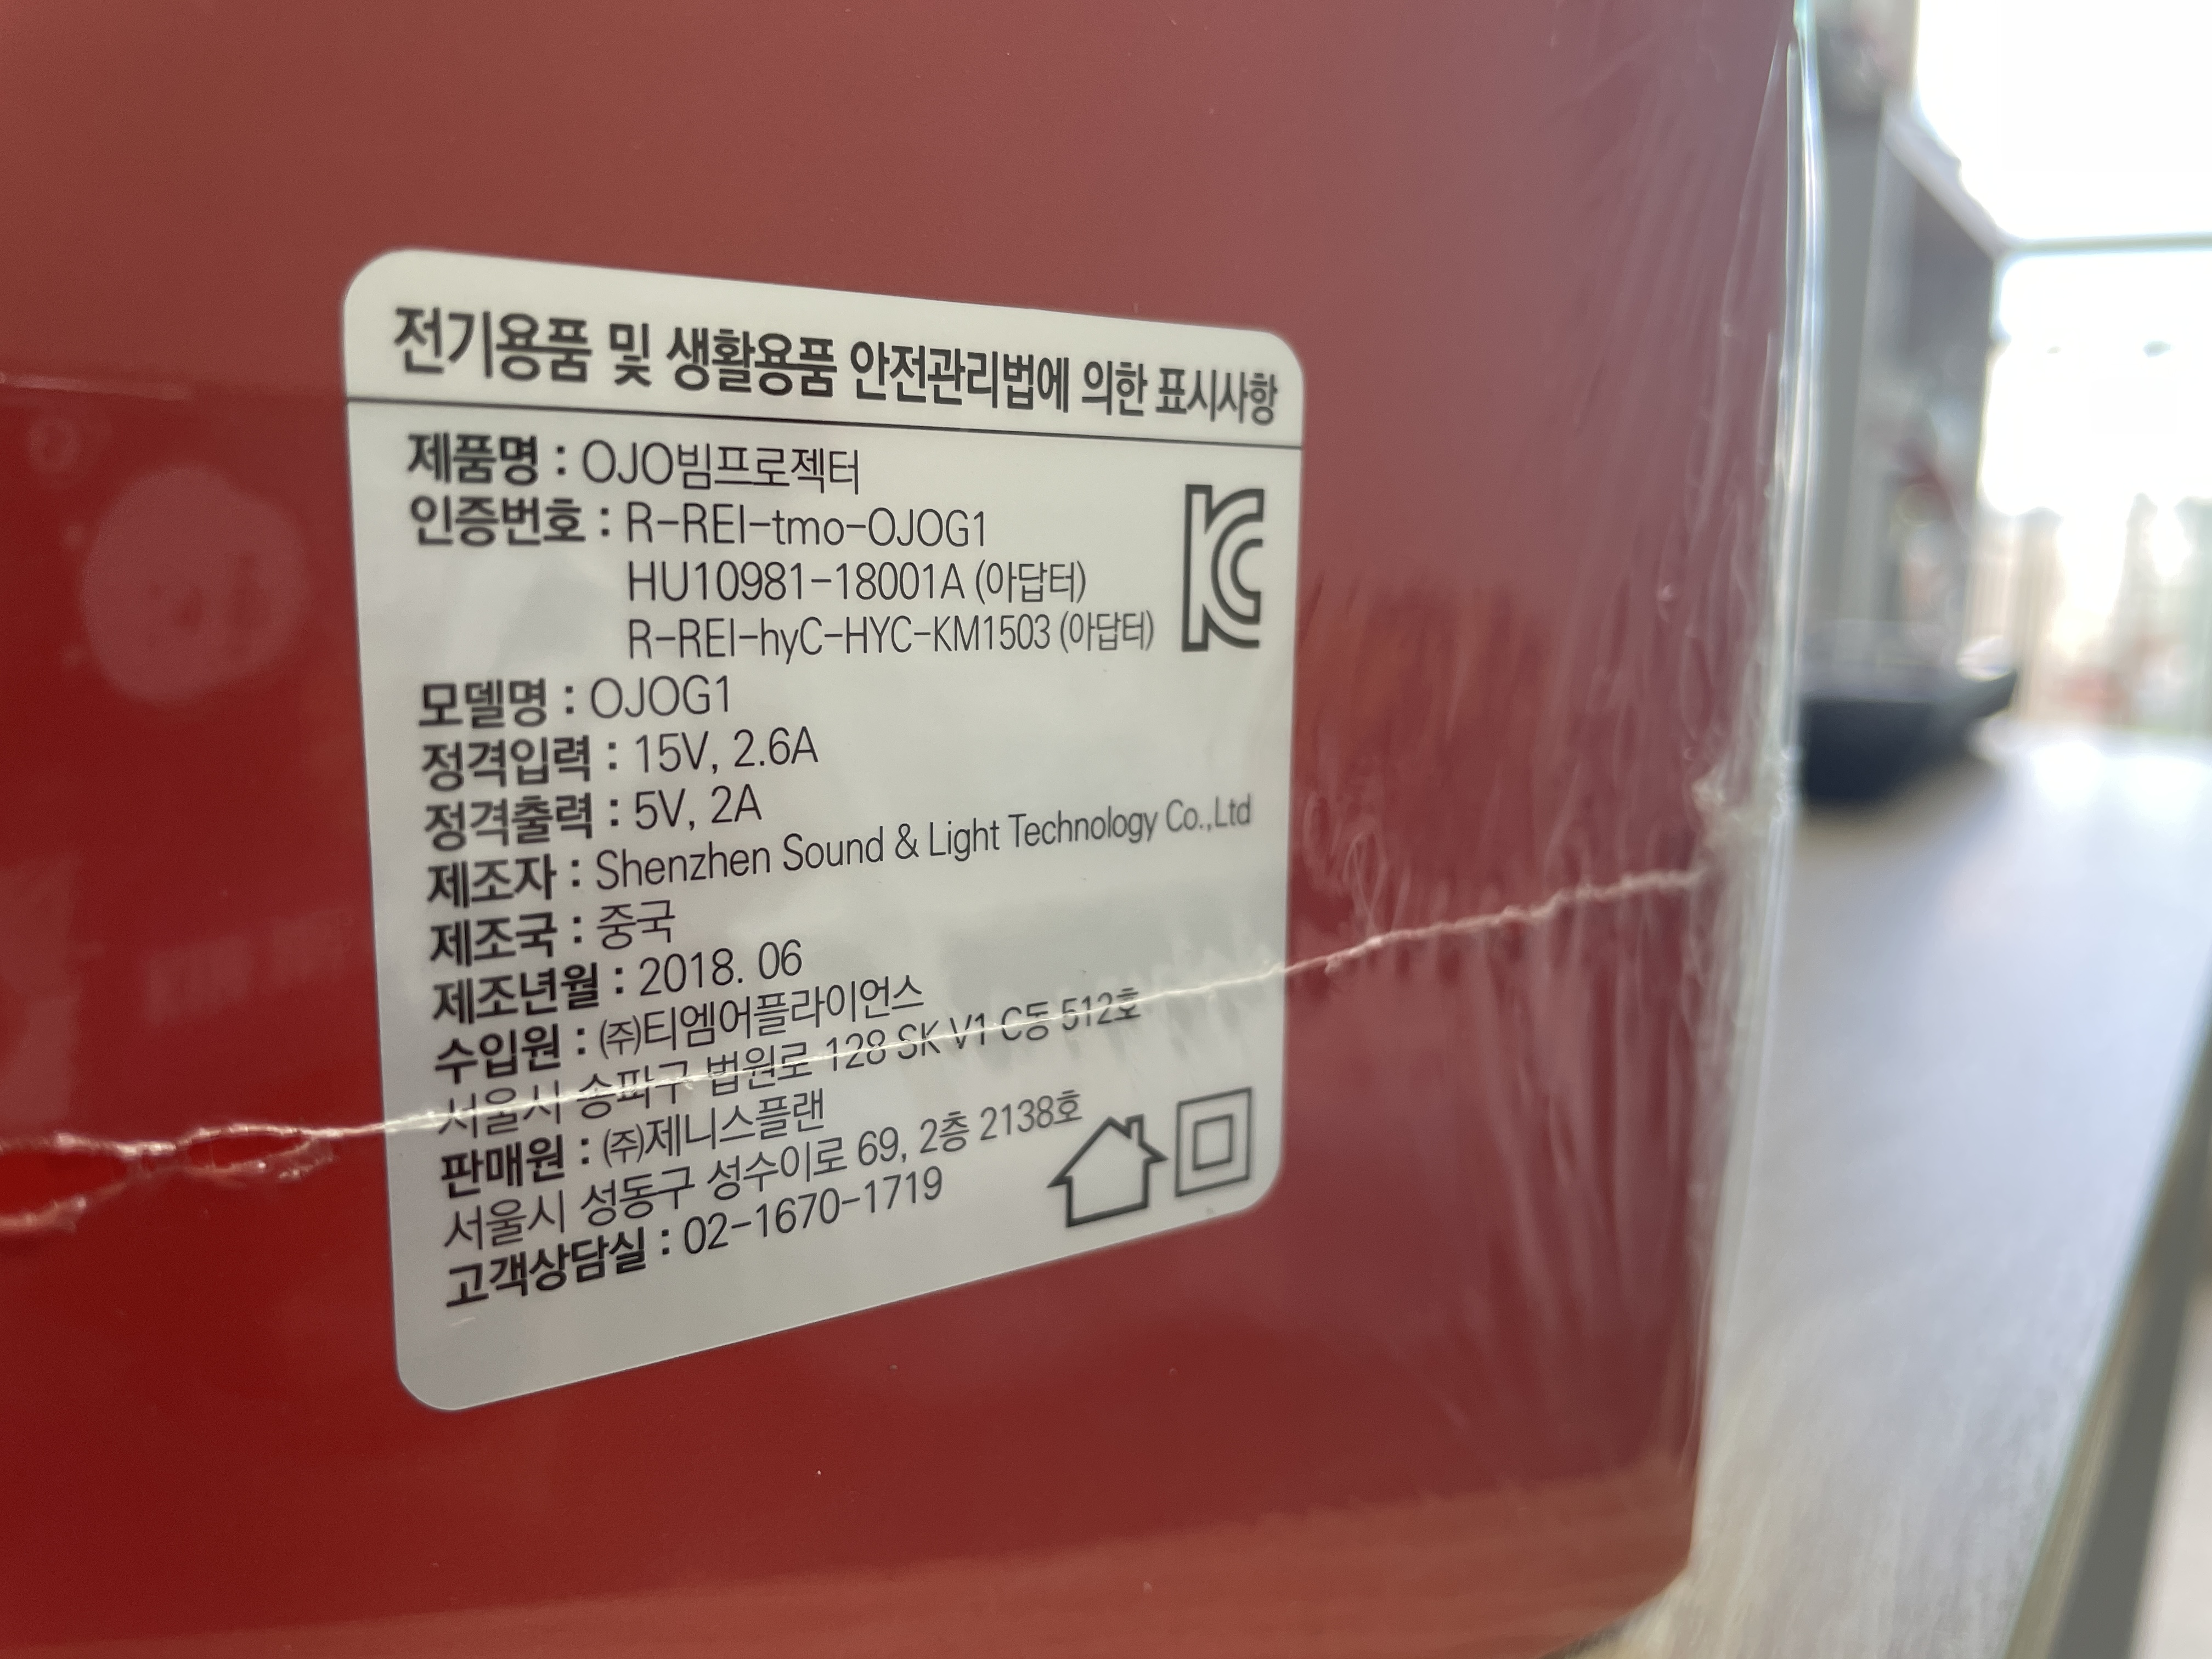 전기용품 및 생활용품 안전관리법에 의한 표시사항
제품명 : OJO빔프로젝터
인증번호 : R-REI-tmo-OJOG1
HU10981-18001A (아답터)
R-REI-hyC-HYC-KM1503 (아답터)
모델명 : OJOG1
정격입력 : 15V, 2.6A
정격출력 : 5V, 2A
제조자 : Shenzhen Sound & Light Technology Co.,Ltd
제조국 : 중국
제조년월 : 2018. 06
수입원 : ㈜티엠어플라이언스
서울시 송파구 법원로 128 SK V1 C동 512호
판매원 : ㈜제니스플랜
서울시 성동구 성수이로 69, 2층 2138호
고객상담실 : 02-1670-1719